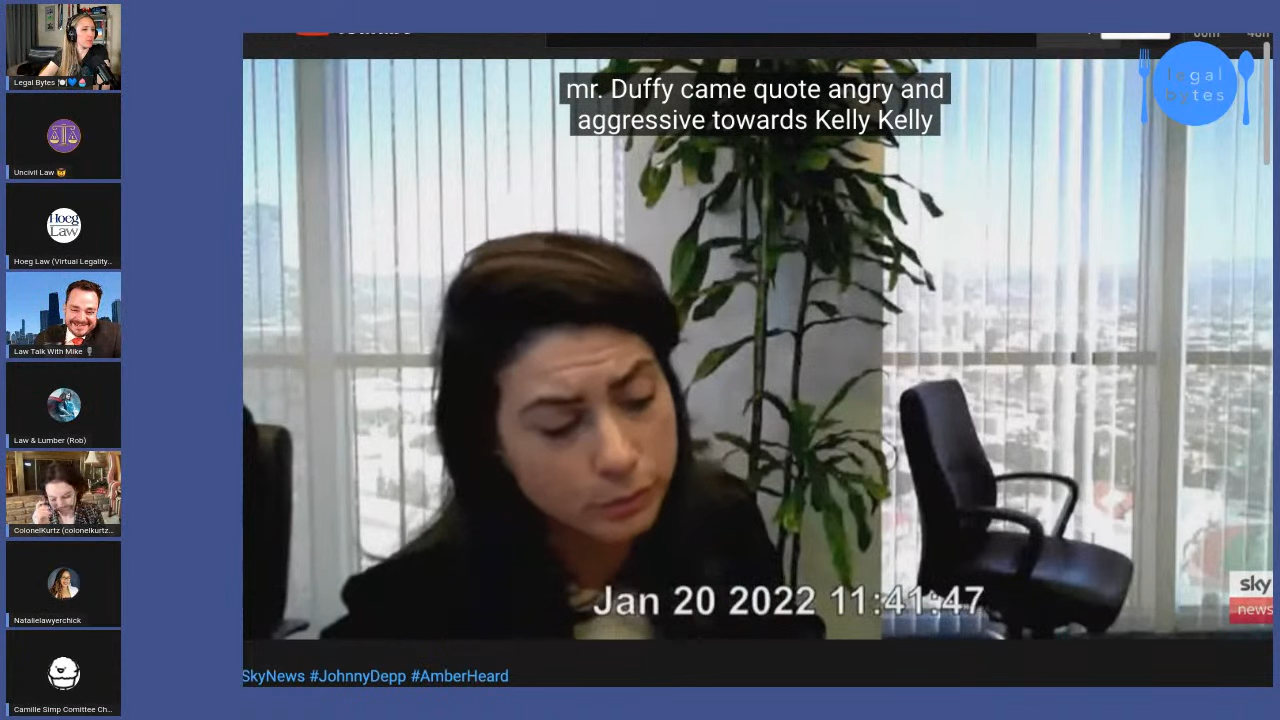 Legal Bytes
Uncivil Law
Hoeg
Law
Hoeg Law (Virtual Legality...
Law Talk With Mike
Law & Lumber (Rob)
ColonelKurtz (colonelkurtz...
Natalielawyerchick
Camille Simp Comittee Ch...
mr. Duffy came quote angry and
aggressive towards Kelly Kelly
legal
bytes
Jan 20 2022 11:41:47
sky
news
SkyNews #JohnnyDepp #AmberHeard